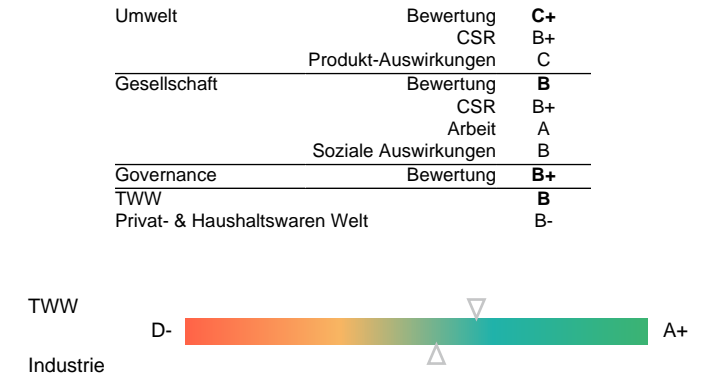 Umwelt Bewertung C+
CSR B+
Produkt-Auswirkungen C
Gesellschaft Bewertung B
CSR B+
Arbeit A
Soziale Auswirkungen B
Governance Bewertung B+
TWW B
Privat- & Haushaltswaren Welt B-
TWW
D- A+
Industrie